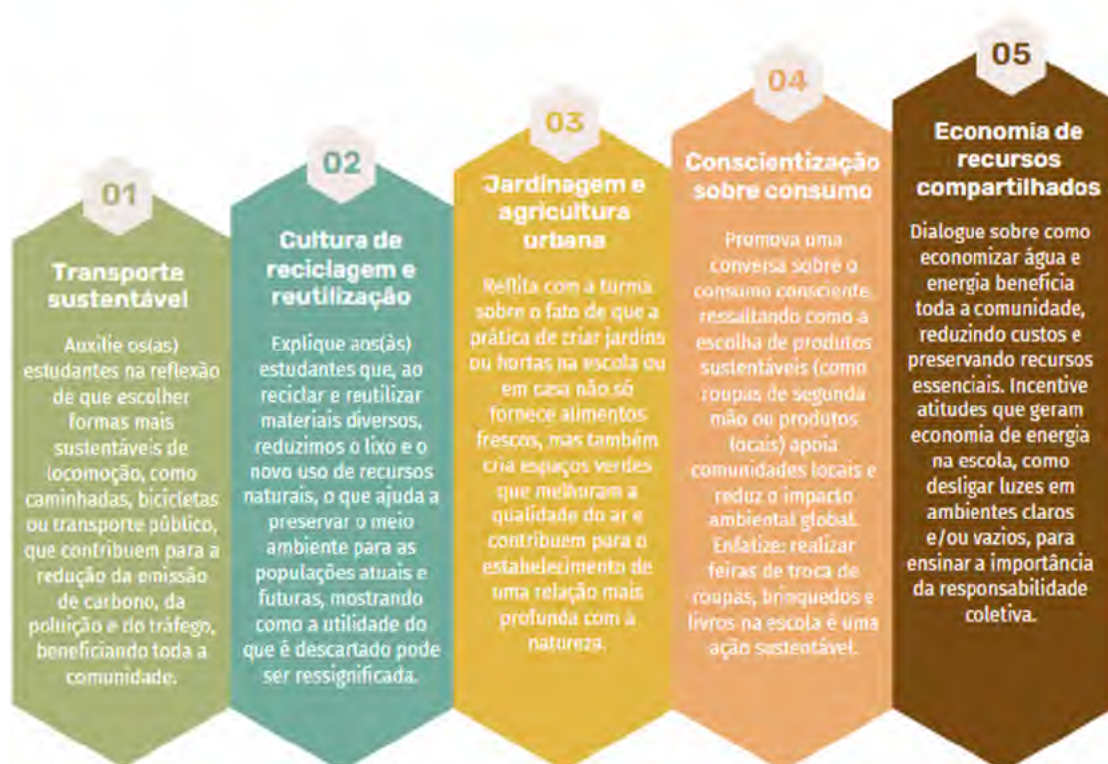 01
Transporte
sustentável
Auxilie os(as)
estudantes na reflexão
de que escolher
formas mais
sustentáveis de
locomoção, como
caminhadas, bicicletas
ou transporte público,
que contribuem para a
redução da emissão
de carbono, da
poluição e do tráfego,
beneficiando toda a
comunidade.
02
Cultura de
reciclagem e
reutilização
Explique aos(às)
estudantes que, ao
reciclar e reutilizar
materiais diversos,
reduzimos o lixo e o
novo uso de recursos
naturais, o que ajuda a
preservar o meio
ambiente para as
populações atuais e
futuras, mostrando
como a utilidade do
que é descartado pode
ser ressignificada.
03
Jardinagem e
agricultura
urbana
Reflita com a turma
sobre o fato de que a
prática de criar jardins
ou hortas na escola ou
em casa não só
fornece alimentos
frescos, mas também
cria espaços verdes
que melhoram a
qualidade do ar e
contribuem para o
estabelecimento de
uma relação mais
profunda com a
natureza.
04
Conscientização
sobre consumo
Promova uma
conversa sobre o
consumo consciente,
ressaltando como a
escolha de produtos
sustentáveis (como
roupas de segunda
mão ou produtos
locais) apoia
comunidades locais e
reduz o impacto
ambiental global.
Enfatize: realizar
feiras de troca de
roupas, brinquedos e
livros na escola é uma
ação sustentável.
05
Economia de
recursos
compartilhados
Dialogue sobre como
economizar água e
energia beneficia
toda a comunidade,
reduzindo custos e
preservando recursos
essenciais. Incentive
atitudes que geram
economia de energia
na escola, como
desligar luzes em
ambientes claros
e/ou vazios, para
ensinar a importância
da responsabilidade
coletiva.